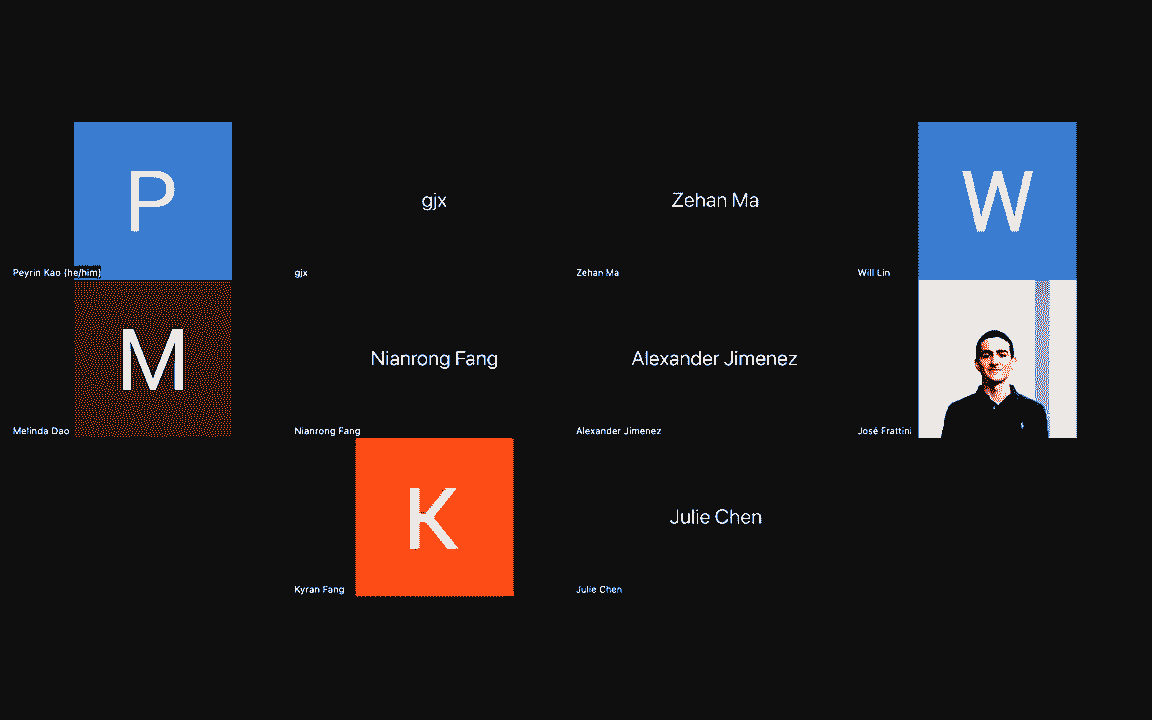 P
gjx
Zehan Ma
W
Peyrin Kao (he/him)
gjx
Zehan Ma
Will Lin
M
Nianrong Fang
Alexander Jimenez
Melinda Dao
Nianrong Fang
Alexander Jimenez
José Frattini
K
Julie Chen
Kyran Fang
Julie Chen